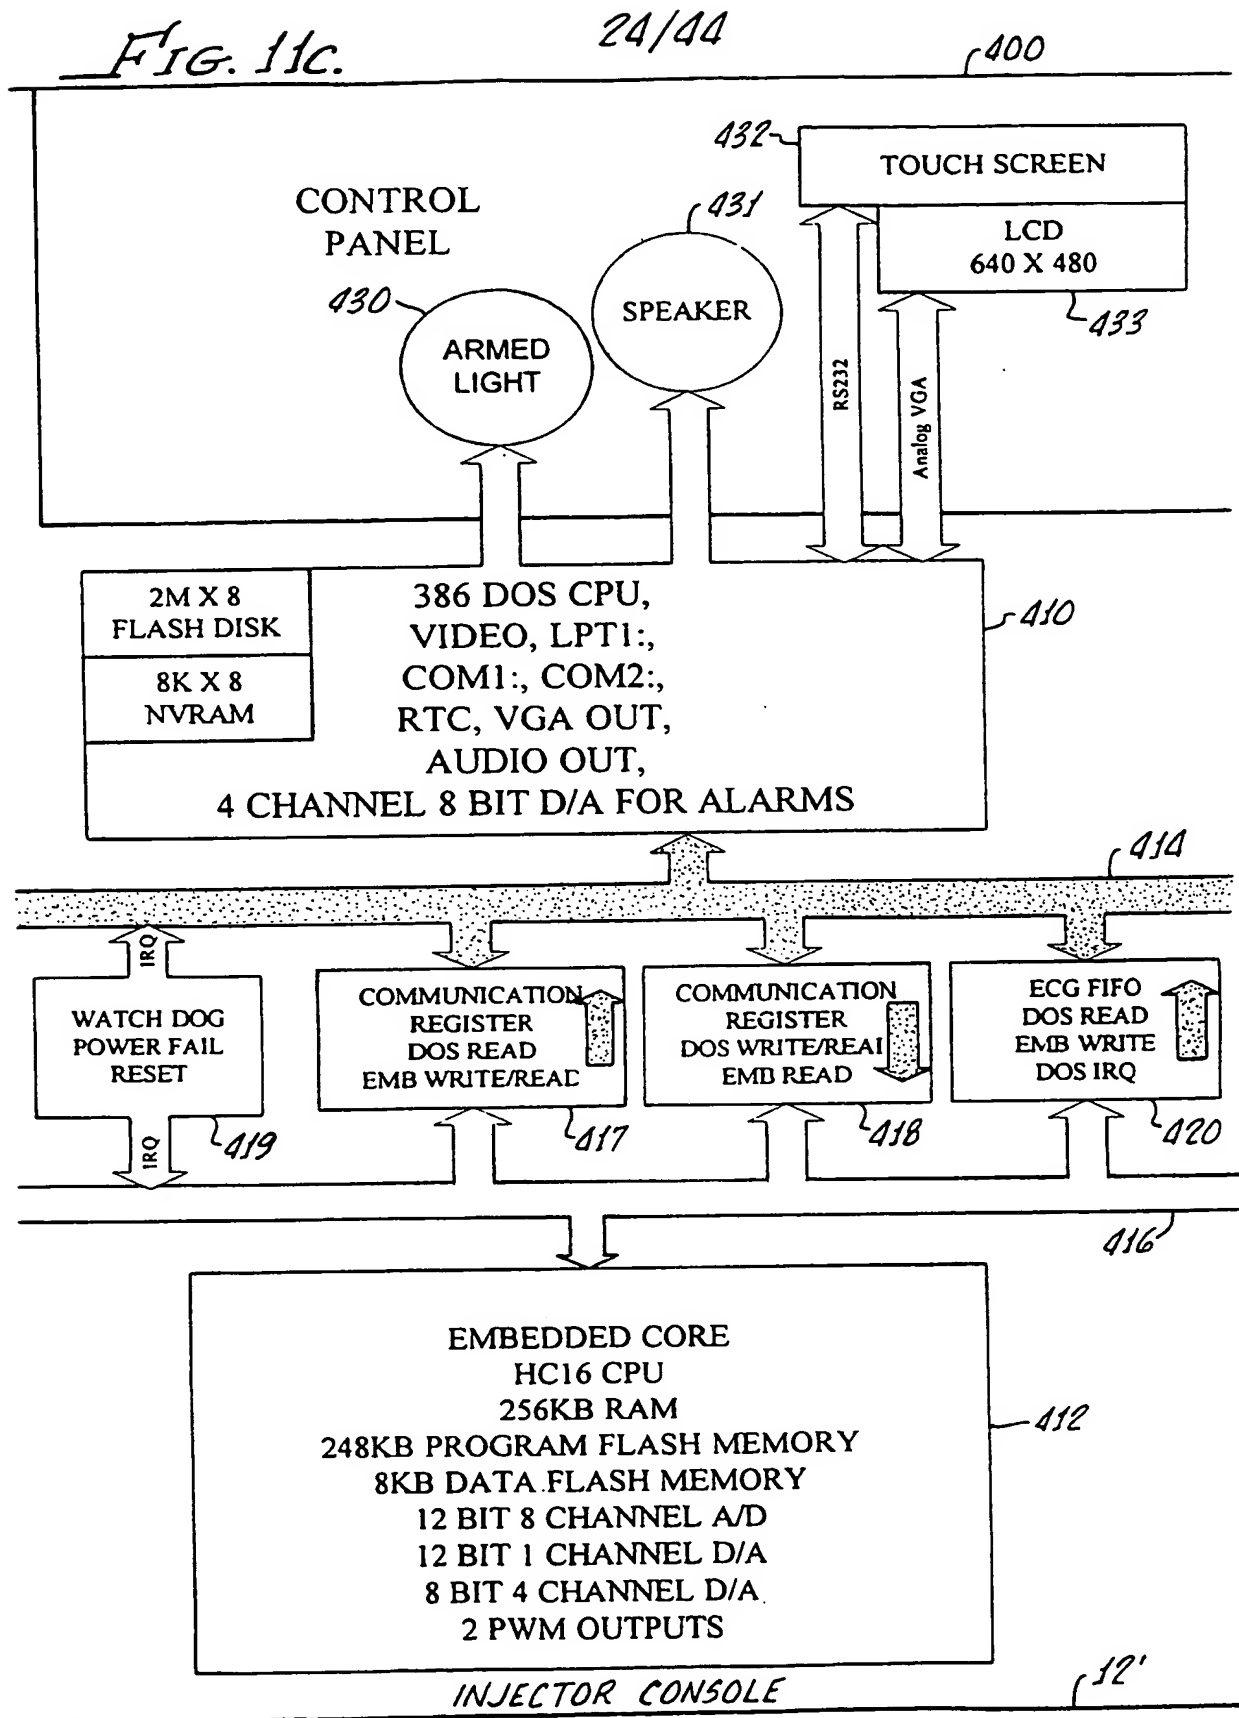 FIG. 11C.
24/44
400
432
TOUCH SCREEN
CONTROL
PANEL
431
LCD
640 X 480
430
SPEAKER
433
ARMED
LIGHT
RS232
Analog VGA
2M X 8
FLASH DISK
8K X 8
NVRAM
386 DOS CPU,
VIDEO, LPT1:,
COM1:, COM2:,
RTC, VGA OUT,
AUDIO OUT,
4 CHANNEL 8 BIT D/A FOR ALARMS
410
414
IRQ
WATCH DOG
POWER FAIL
RESET
419
IRQ
COMMUNICATION
REGISTER
DOS READ
EMB WRITE/READ
417
COMMUNICATION
REGISTER
DOS WRITE/REAI
EMB READ
418
ECG FIFO
DOS READ
EMB WRITE
DOS IRQ
420
416
EMBEDDED CORE
HC16 CPU
256KB RAM
248KB PROGRAM FLASH MEMORY
8KB DATA FLASH MEMORY
12 BIT 8 CHANNEL A/D
12 BIT 1 CHANNEL D/A
8 BIT 4 CHANNEL D/A
2 PWM OUTPUTS
412
INJECTOR CONSOLE
12'